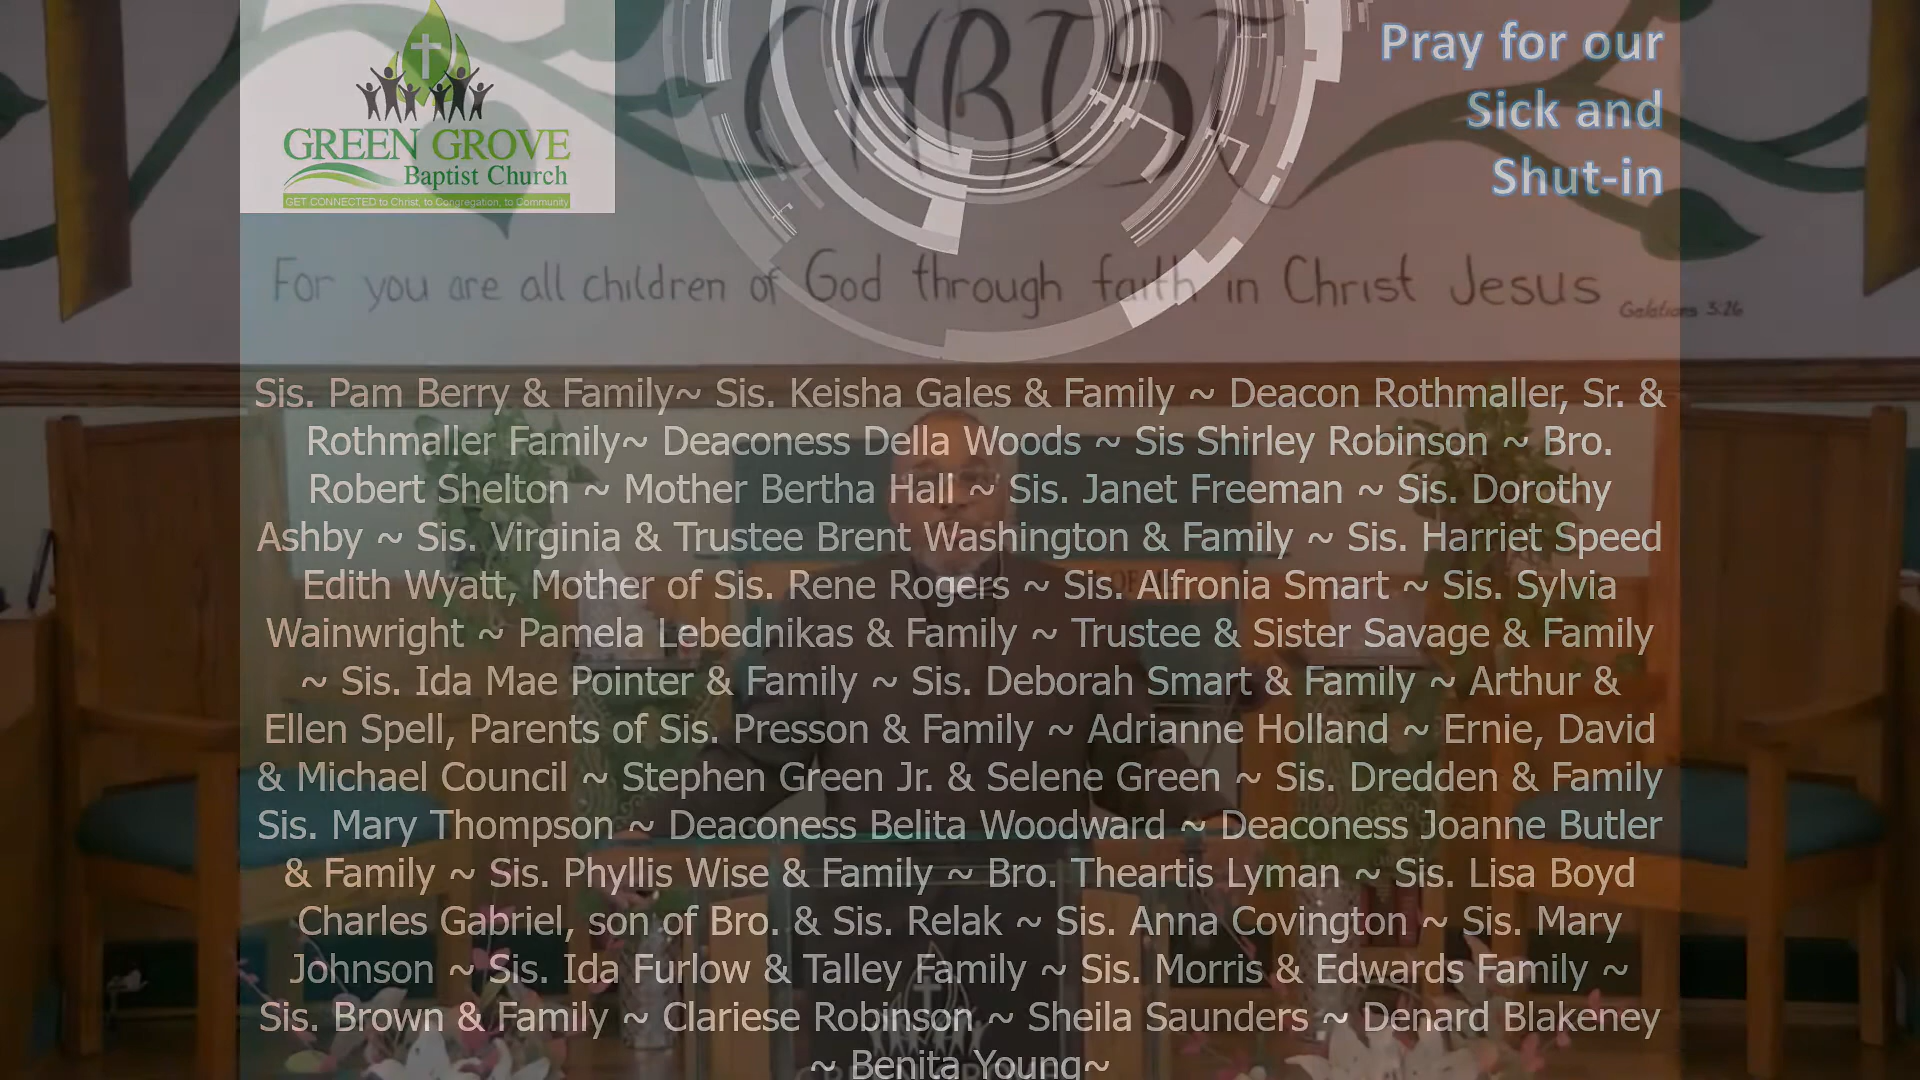 GREEN GROVE
Baptist Church
GET CONNECTED to Christ, to Congregation, to Community
CHRIST
Pray for our
Sick and
Shut-in
For you are all children of God through faith in Christ Jesus
Galatians 3:26
Sis. Pam Berry & Family~ Sis. Keisha Gales & Family ~ Deacon Rothmaller, Sr. &
Rothmaller Family~ Deaconess Della Woods ~ Sis Shirley Robinson ~ Bro.
Robert Shelton ~ Mother Bertha Hall ~ Sis. Janet Freeman ~ Sis. Dorothy
Ashby ~ Sis. Virginia & Trustee Brent Washington & Family ~ Sis. Harriet Speed
Edith Wyatt, Mother of Sis. Rene Rogers ~ Sis. Alfronia Smart ~ Sis. Sylvia
Wainwright ~ Pamela Lebednikas & Family ~ Trustee & Sister Savage & Family
~ Sis. Ida Mae Pointer & Family ~ Sis. Deborah Smart & Family ~ Arthur &
Ellen Spell, Parents of Sis. Presson & Family ~ Adrianne Holland ~ Ernie, David
& Michael Council ~ Stephen Green Jr. & Selene Green ~ Sis. Dredden & Family
Sis. Mary Thompson ~ Deaconess Belita Woodward ~ Deaconess Joanne Butler
& Family ~ Sis. Phyllis Wise & Family ~ Bro. Theartis Lyman ~ Sis. Lisa Boyd
Charles Gabriel, son of Bro. & Sis. Relak ~ Sis. Anna Covington ~ Sis. Mary
Johnson ~ Sis. Ida Furlow & Talley Family ~ Sis. Morris & Edwards Family ~
Sis. Brown & Family ~ Clariese Robinson ~ Sheila Saunders ~ Denard Blakeney
~ Benita Young~